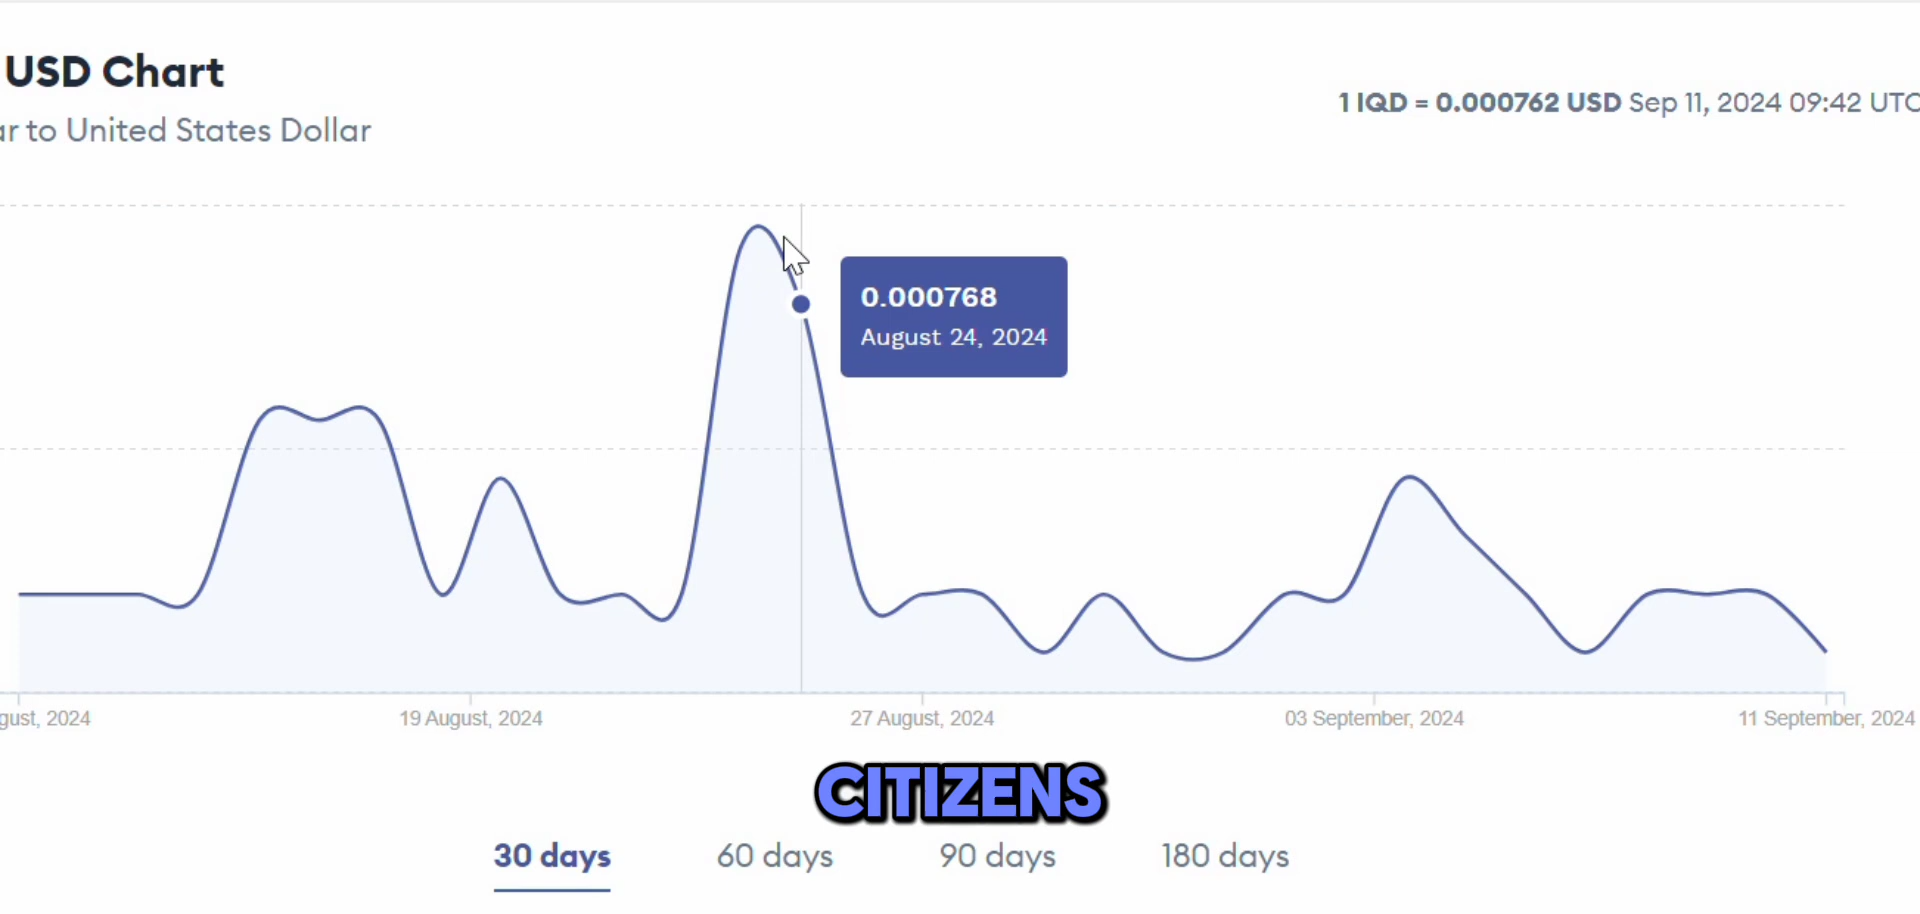 USD Chart
ar to United States Dollar
1 IQD = 0.000762 USD Sep 11, 2024 09:42 UTC
0.000768
August 24, 2024
gust, 2024
19 August, 2024
27 August, 2024
03 September, 2024
11 September, 2024
CITIZENS
30 days
60 days
90 days
180 days